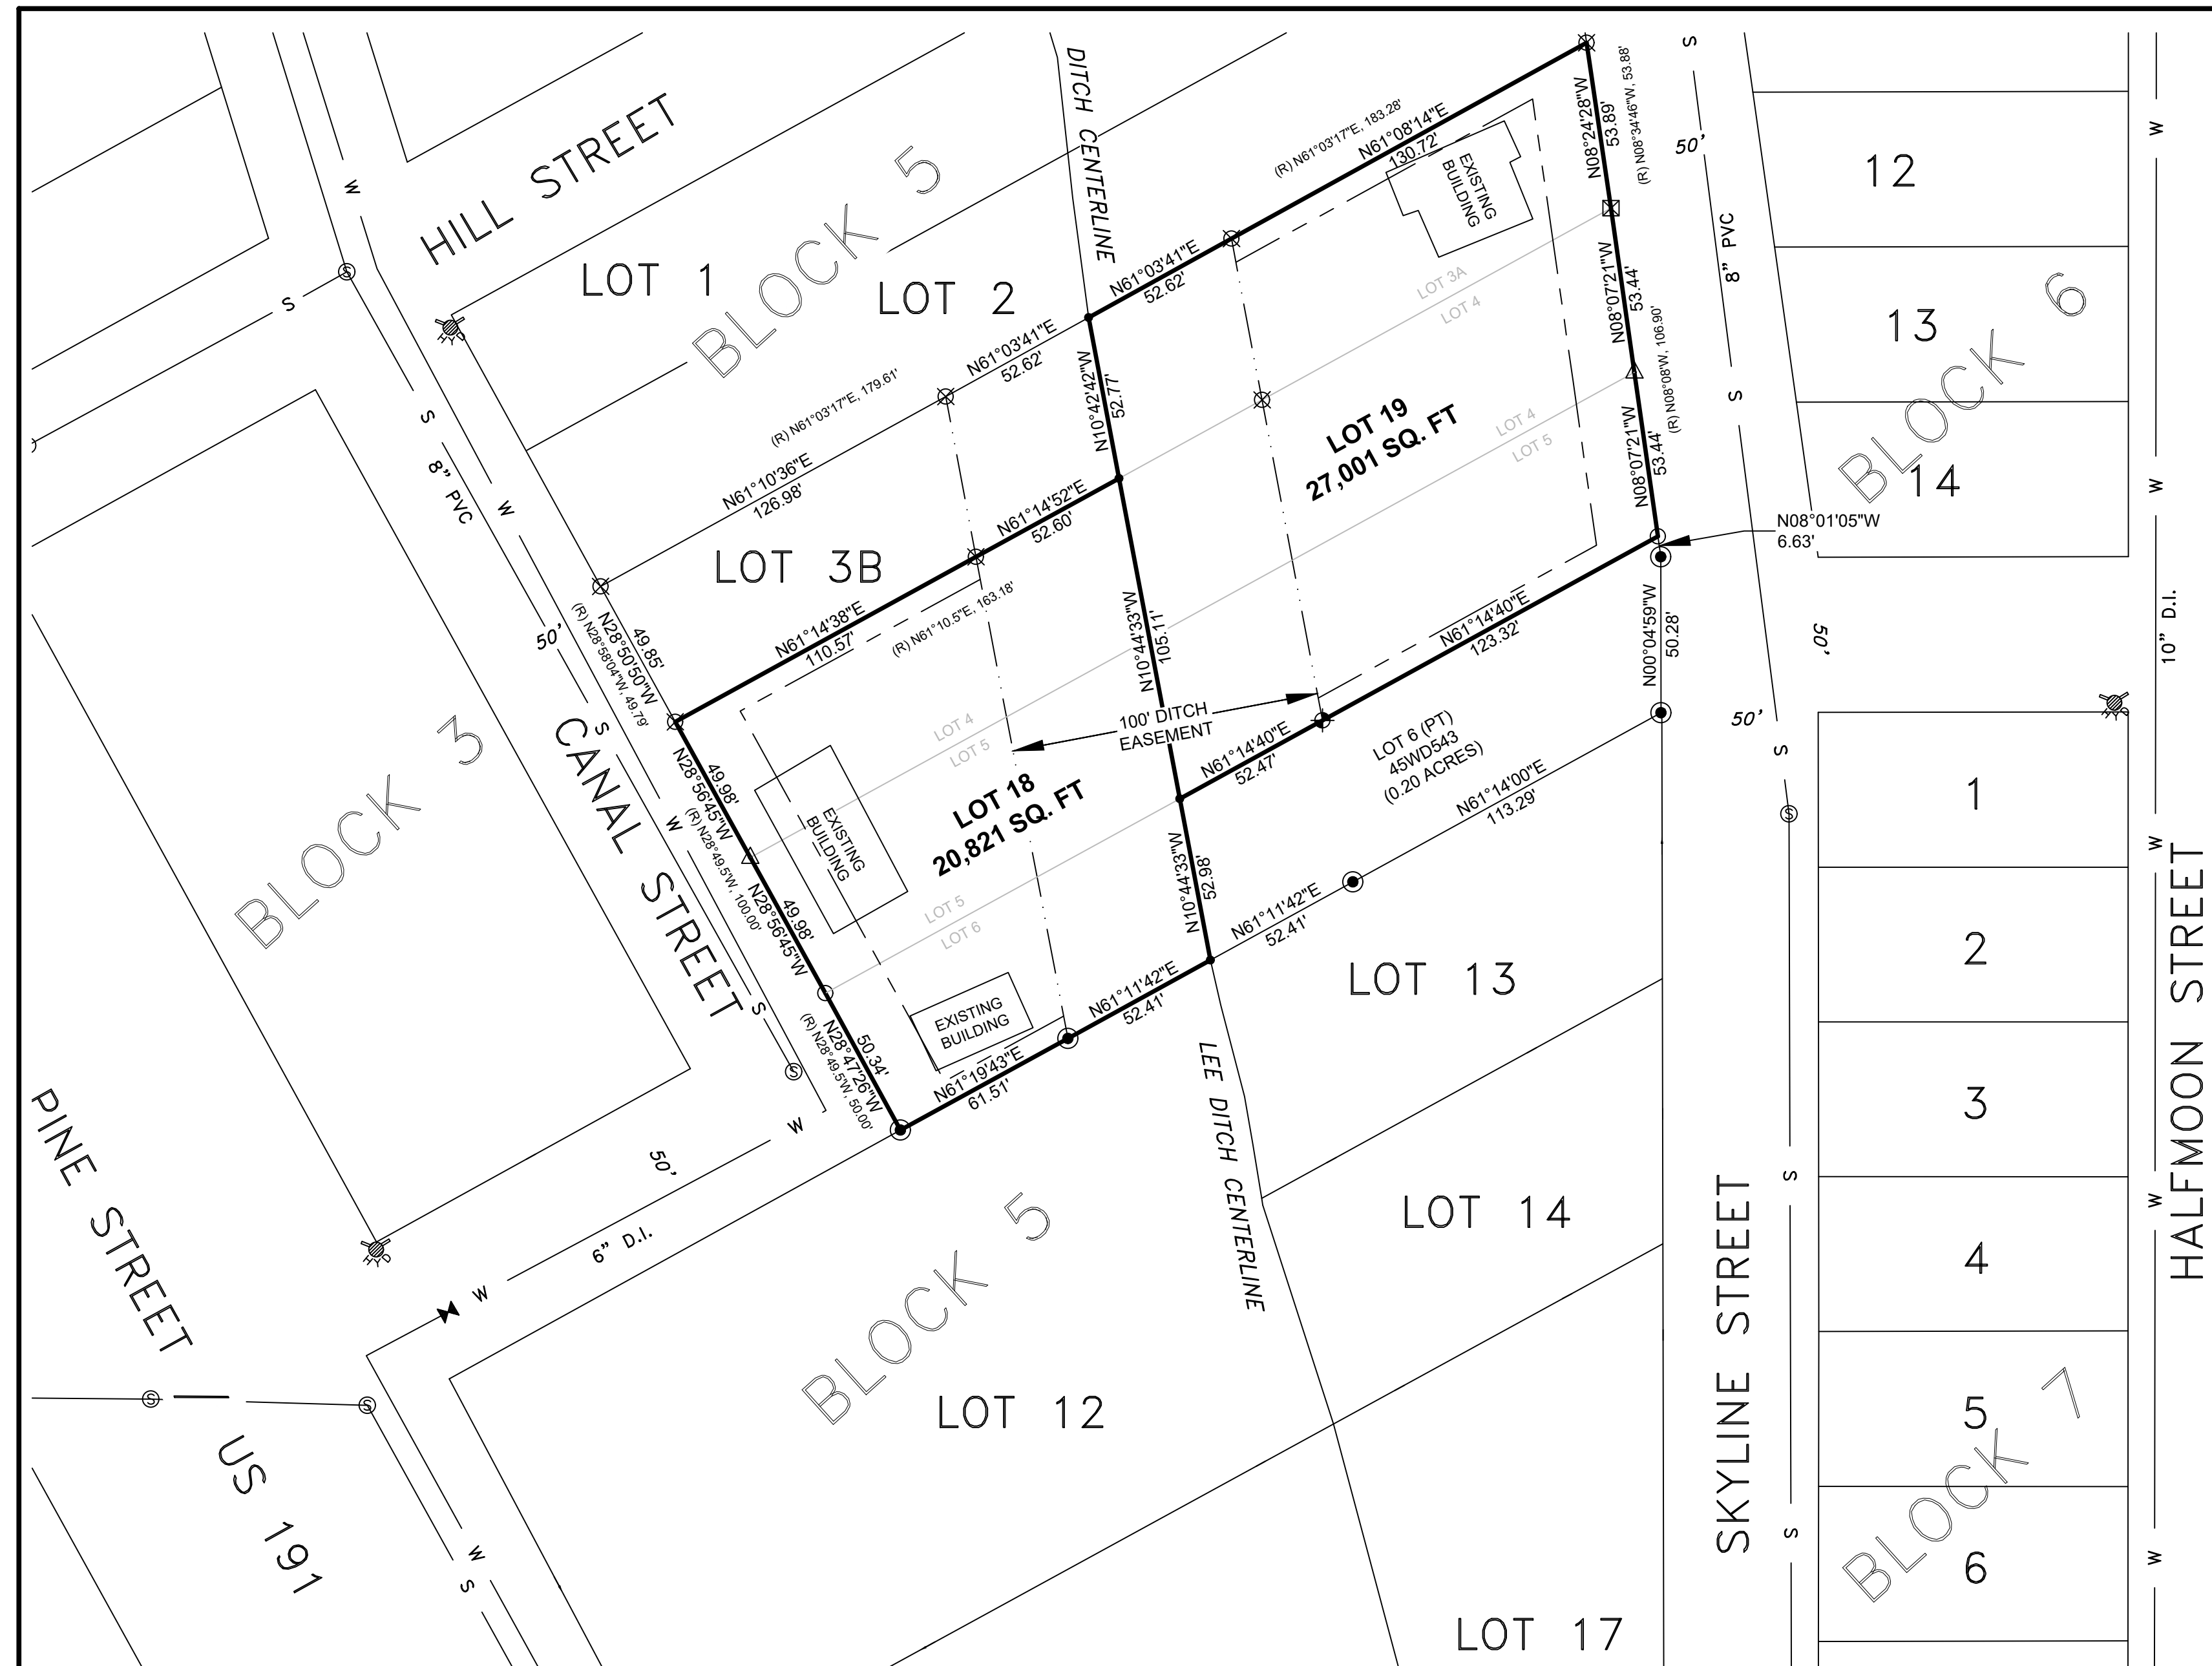 HILL STREET
LOT 1
BLOCK 5
LOT 2
DITCH CENTERLINE
(R) N61°03'17"E, 183.28'
N61°08'14"E
130.72'
EXISTING
BUILDING
N08°24'28"W
53.89'
(R) N08°34'46"W, 53.88'
50'
8" PVC
S
S
S
S
12
13
14
BLOCK 6
W
W
N61°03'41"E
52.62'
N61°03'41"E
52.62'
(R) N61°03'17"E, 179.61'
N61°10'36"E
126.98'
N10°42'42"W
52.77'
LOT 3A
LOT 4
LOT 19
27,001 SQ. FT
LOT 4
LOT 5
N08°07'21"W
53.44'
N08°07'21"W
53.44'
(R) N08°08'W, 106.90'
N08°01'05"W
6.63'
W
S
S
S
8" PVC
W
LOT 3B
N61°14'52"E
52.60'
N61°14'38"E
110.57'
(R) N61°10.5"E, 163.18'
49.85'
N28°50'50"W
(R) N28°58'04"W, 49.79'
50'
S
N10°44'33"W
105.11'
100' DITCH
EASEMENT
N61°14'40"E
123.32'
N00°04'59"W
50.28'
50'
50'
10" D.I.
CANAL STREET
BLOCK 3
LOT 4
LOT 5
49.98'
N28°56'45"W
(R) N28°49.5'W, 100.00'
W
EXISTING
BUILDING
LOT 18
20,821 SQ. FT
N61°14'40"E
52.47'
LOT 6 (PT)
45WD543
(0.20 ACRES)
N61°14'00"E
113.29'
S
S
LOT 5
LOT 6
49.98'
N28°56'45"W
N10°44'33"W
52.98'
N61°11'42"E
52.41'
LOT 13
50.34'
N28°47'26"W
(R) N28°49.5'W, 50.00'
S
S
EXISTING
BUILDING
N61°11'42"E
52.41'
N61°19'43"E
61.51'
LEE DITCH CENTERLINE
LOT 14
1
2
3
4
5
6
BLOCK 7
W
W
W
HALFMOON STREET
SKYLINE STREET
S
S
PINE STREET
50'
W
6" D.I.
W
BLOCK 5
LOT 12
S
S
US 191
W
S
LOT 17